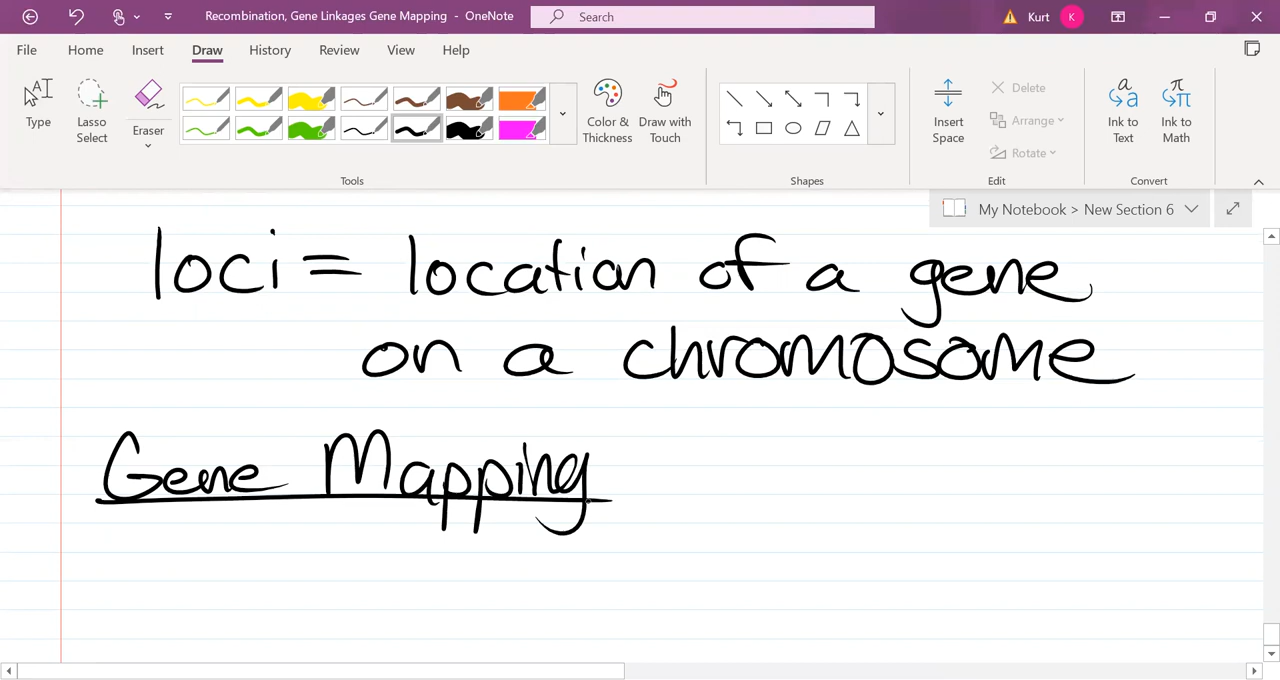 Recombination, Gene Linkages Gene Mapping - OneNote
Search
Kurt
K
File Home Insert Draw History Review View Help
Type
Lasso Select
Eraser
Color & Thickness
Draw with Touch
Insert Space
Delete
Arrange
Rotate
Ink to Text
Ink to Math
Tools
Shapes
Edit
Convert
My Notebook > New Section 6
loci = location of a gene
on a chromosome
Gene Mapping